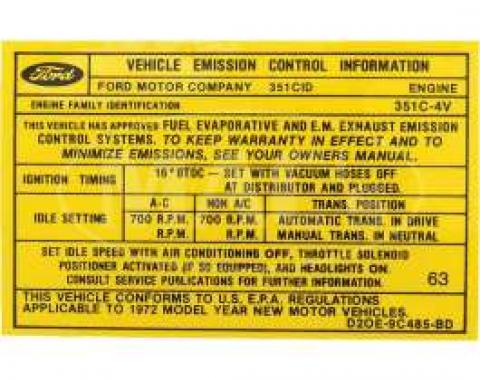 Ford
VEHICLE EMISSION CONTROL INFORMATION
FORD MOTOR COMPANY 351CID ENGINE
ENGINE FAMILY IDENTIFICATION 351C-4V
THIS VEHICLE HAS APPROVED FUEL EVAPORATIVE AND E.M. EXHAUST EMISSION
CONTROL SYSTEMS. TO KEEP WARRANTY IN EFFECT AND TO
MINIMIZE EMISSIONS, SEE YOUR OWNERS MANUAL.
IGNITION TIMING 16° BTDC - SET WITH VACUUM HOSES OFF
AT DISTRIBUTOR AND PLUGGED.
A-C NON A/C TRANS. POSITION
IDLE SETTING 700 R.P.M. 700 R.P.M. AUTOMATIC TRANS. IN DRIVE
R.P.M. R.P.M. MANUAL TRANS. IN NEUTRAL
SET IDLE SPEED WITH AIR CONDITIONING OFF, THROTTLE SOLENOID
POSITIONER ACTIVATED (IF SO EQUIPPED), AND HEADLIGHTS ON.
CONSULT SERVICE PUBLICATIONS FOR FURTHER INFORMATION. 63
THIS VEHICLE CONFORMS TO U.S. E.P.A. REGULATIONS
APPLICABLE TO 1972 MODEL YEAR NEW MOTOR VEHICLES.
D2OE-9C485-BD